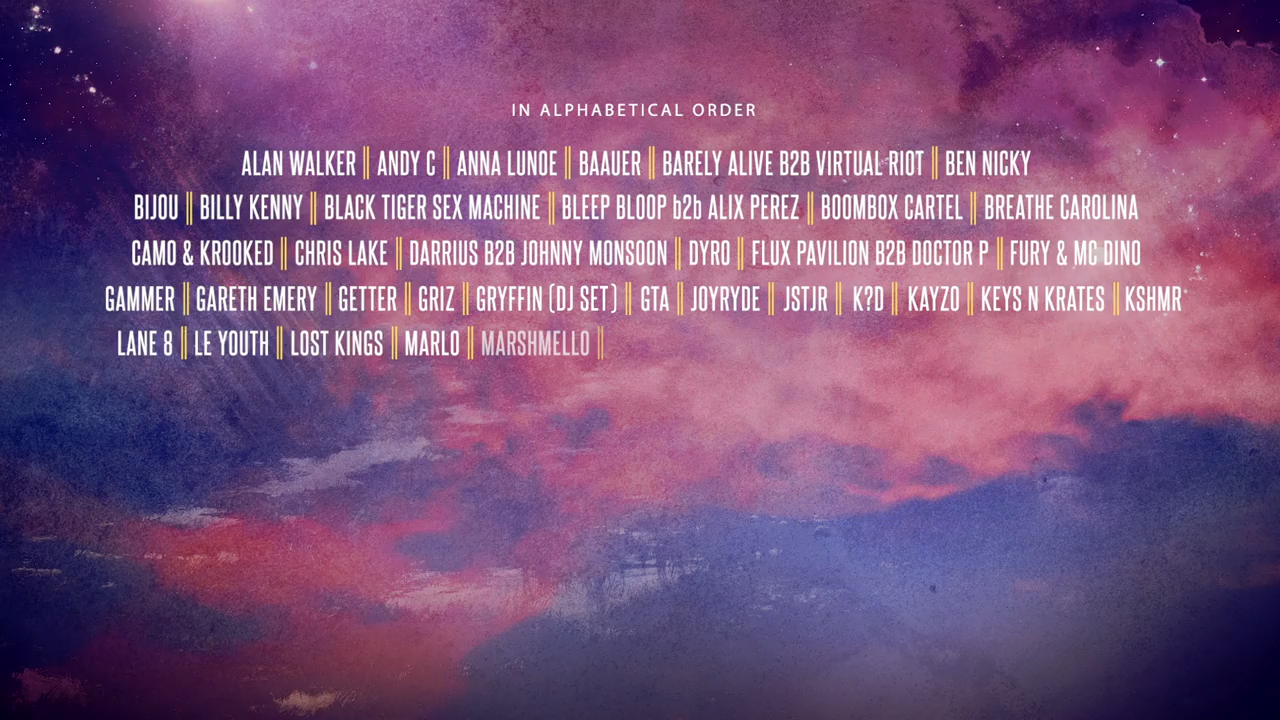 IN ALPHABETICAL ORDER
ALAN WALKER || ANDY C || ANNA LUNOE || BAAUER || BARELY ALIVE B2B VIRTUAL RIOT || BEN NICKY
BIJOU || BILLY KENNY || BLACK TIGER SEX MACHINE || BLEEP BLOOP b2b ALIX PEREZ || BOOMBOX CARTEL || BREATHE CAROLINA
CAMO & KROOKED || CHRIS LAKE || DARRIUS B2B JOHNNY MONSOON || DYRO || FLUX PAVILION B2B DOCTOR P || FURY & MC DINO
GAMMER || GARETH EMERY || GETTER || GRIZ || GRYFFIN (DJ SET) || GTA || JOYRYDE || JSTJR || K?D || KAYZO || KEYS N KRATES || KSHMR
LANE 8 || LE YOUTH || LOST KINGS || MARLO || MARSHMELLO ||